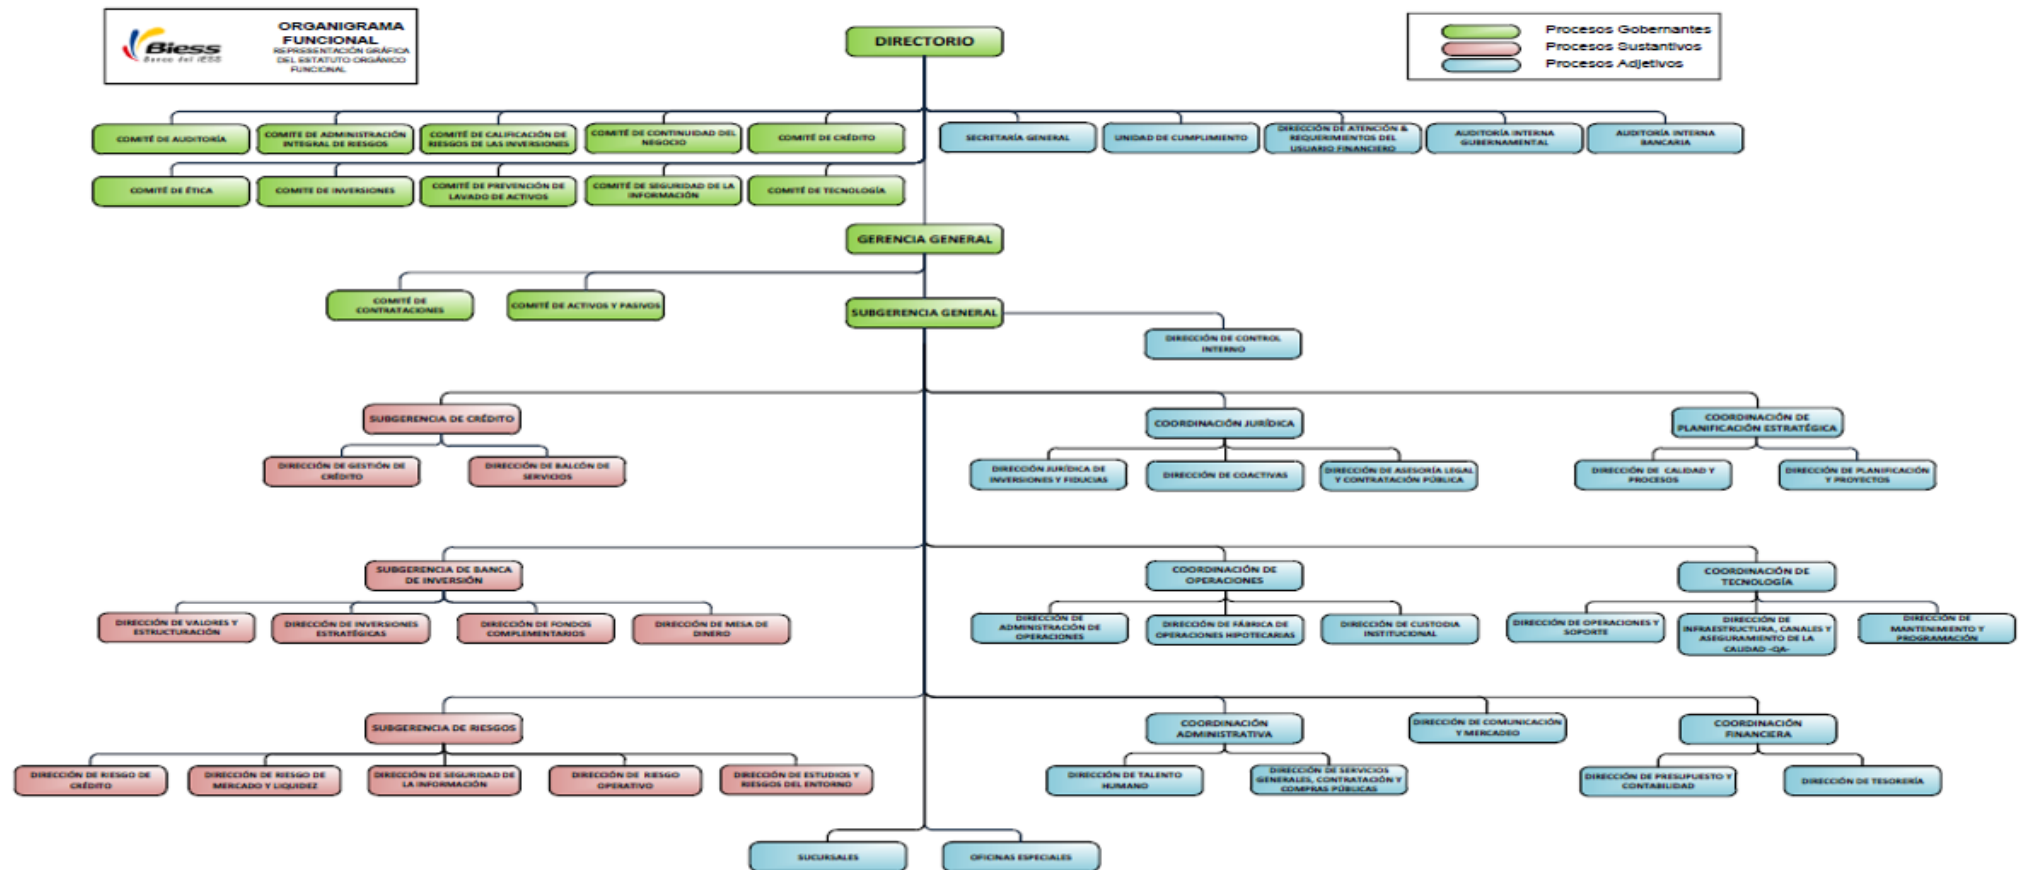 Biess
Banco del IESS
ORGANIGRAMA
FUNCIONAL
REPRESENTACIÓN GRÁFICA
DEL ESTATUTO ORGÁNICO
FUNCIONAL
DIRECTORIO
Procesos Gobernantes
Procesos Sustantivos
Procesos Adjetivos
COMITÉ DE AUDITORÍA
COMITE DE ADMINISTRACIÓN
INTEGRAL DE RIESGOS
COMITÉ DE CALIFICACIÓN DE
RIESGOS DE LAS INVERSIONES
COMITÉ DE CONTINUIDAD DEL
NEGOCIO
COMITÉ DE CRÉDITO
SECRETARÍA GENERAL
UNIDAD DE CUMPLIMIENTO
DIRECCIÓN DE ATENCIÓN &
REQUERIMIENTOS DEL
USUARIO FINANCIERO
AUDITORÍA INTERNA
GUBERNAMENTAL
AUDITORÍA INTERNA
BANCARIA
COMITÉ DE ÉTICA
COMITE DE INVERSIONES
COMITÉ DE PREVENCIÓN DE
LAVADO DE ACTIVOS
COMITÉ DE SEGURIDAD DE LA
INFORMACIÓN
COMITÉ DE TECNOLOGÍA
GERENCIA GENERAL
COMITÉ DE
CONTRATACIONES
COMITÉ DE ACTIVOS Y PASIVOS
SUBGERENCIA GENERAL
DIRECCIÓN DE CONTROL
INTERNO
SUBGERENCIA DE CRÉDITO
COORDINACIÓN JURÍDICA
COORDINACIÓN DE
PLANIFICACIÓN ESTRATÉGICA
DIRECCIÓN DE GESTIÓN DE
CRÉDITO
DIRECCIÓN DE BALCÓN DE
SERVICIOS
DIRECCIÓN JURÍDICA DE
INVERSIONES Y FIDUCIAS
DIRECCIÓN DE COACTIVAS
DIRECCIÓN DE ASESORÍA LEGAL
Y CONTRATACIÓN PÚBLICA
DIRECCIÓN DE CALIDAD Y
PROCESOS
DIRECCIÓN DE PLANIFICACIÓN
Y PROYECTOS
SUBGERENCIA DE BANCA
DE INVERSIÓN
COORDINACIÓN DE
OPERACIONES
COORDINACIÓN DE
TECNOLOGÍA
DIRECCIÓN DE VALORES Y
ESTRUCTURACIÓN
DIRECCIÓN DE INVERSIONES
ESTRATÉGICAS
DIRECCIÓN DE FONDOS
COMPLEMENTARIOS
DIRECCIÓN DE MESA DE
DINERO
DIRECCIÓN DE
ADMINISTRACIÓN DE
OPERACIONES
DIRECCIÓN DE FÁBRICA DE
OPERACIONES HIPOTECARIAS
DIRECCIÓN DE CUSTODIA
INSTITUCIONAL
DIRECCIÓN DE OPERACIONES Y
SOPORTE
DIRECCIÓN DE
INFRAESTRUCTURA, CANALES Y
ASEGURAMIENTO DE LA
CALIDAD -QA-
DIRECCIÓN DE
MANTENIMIENTO Y
PROGRAMACIÓN
SUBGERENCIA DE RIESGOS
COORDINACIÓN
ADMINISTRATIVA
DIRECCIÓN DE COMUNICACIÓN
Y MERCADEO
COORDINACIÓN
FINANCIERA
DIRECCIÓN DE RIESGO DE
CRÉDITO
DIRECCIÓN DE RIESGO DE
MERCADO Y LIQUIDEZ
DIRECCIÓN DE SEGURIDAD DE
LA INFORMACIÓN
DIRECCIÓN DE RIESGO
OPERATIVO
DIRECCIÓN DE ESTUDIOS Y
RIESGOS DEL ENTORNO
DIRECCIÓN DE TALENTO
HUMANO
DIRECCIÓN DE SERVICIOS
GENERALES, CONTRATACIÓN Y
COMPRAS PÚBLICAS
DIRECCIÓN DE PRESUPUESTO Y
CONTABILIDAD
DIRECCIÓN DE TESORERÍA
SUCURSALES
OFICINAS ESPECIALES